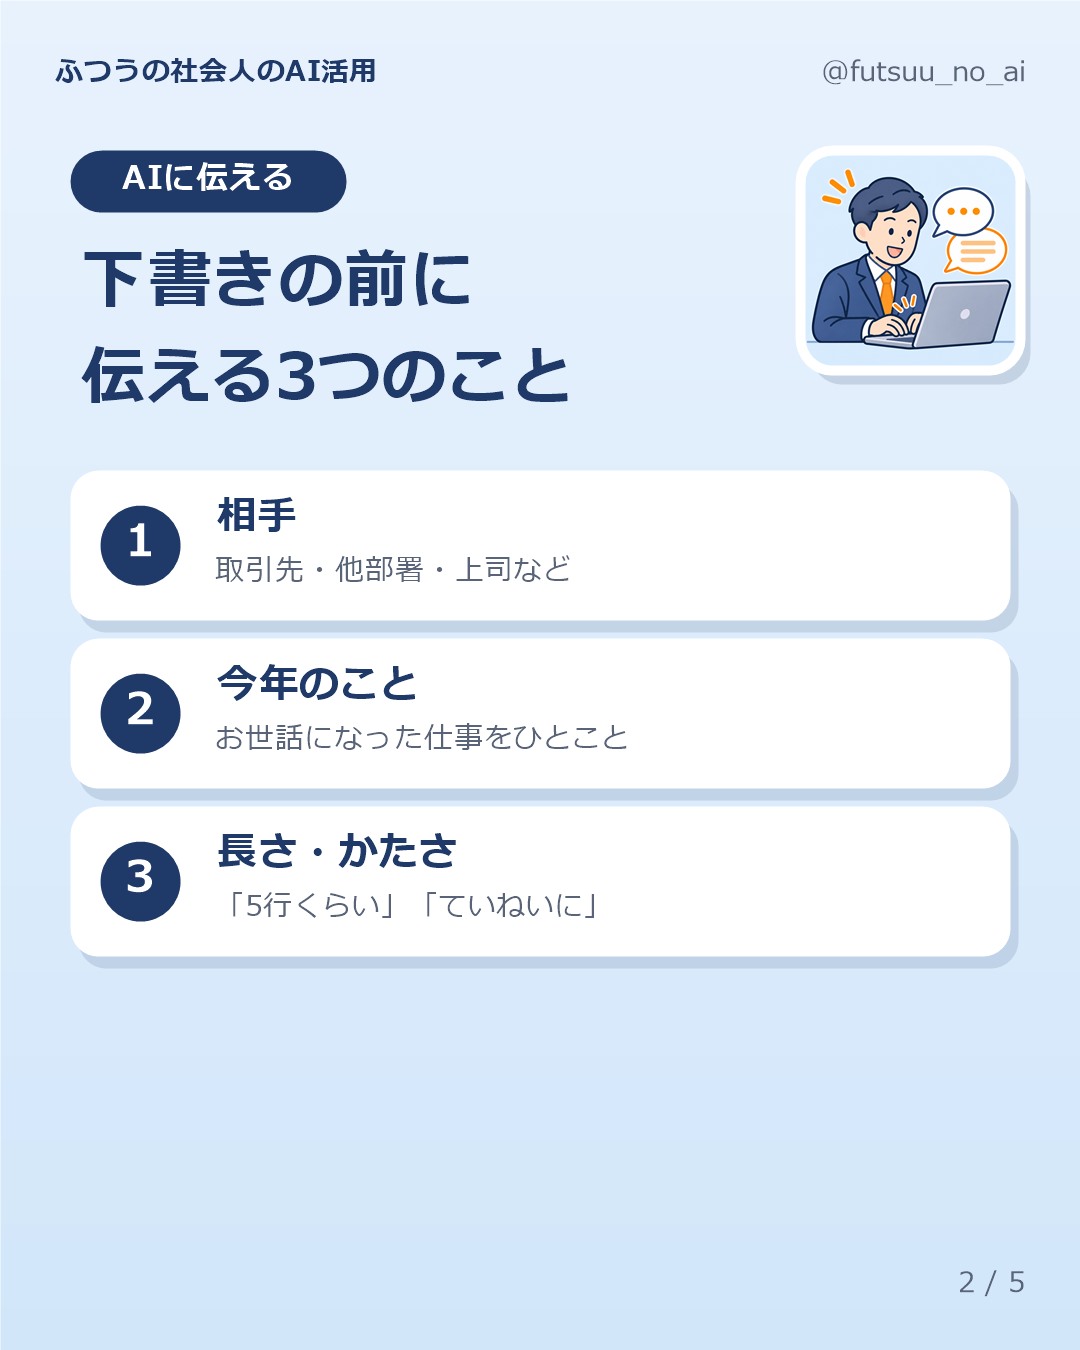 ふつうの社会人のAI活用
@futsuu_no_ai
AIに伝える
下書きの前に
伝える3つのこと
1
相手
取引先・他部署・上司など
2
今年のこと
お世話になった仕事をひとこと
3
長さ・かたさ
「5行くらい」「ていねいに」
2 / 5